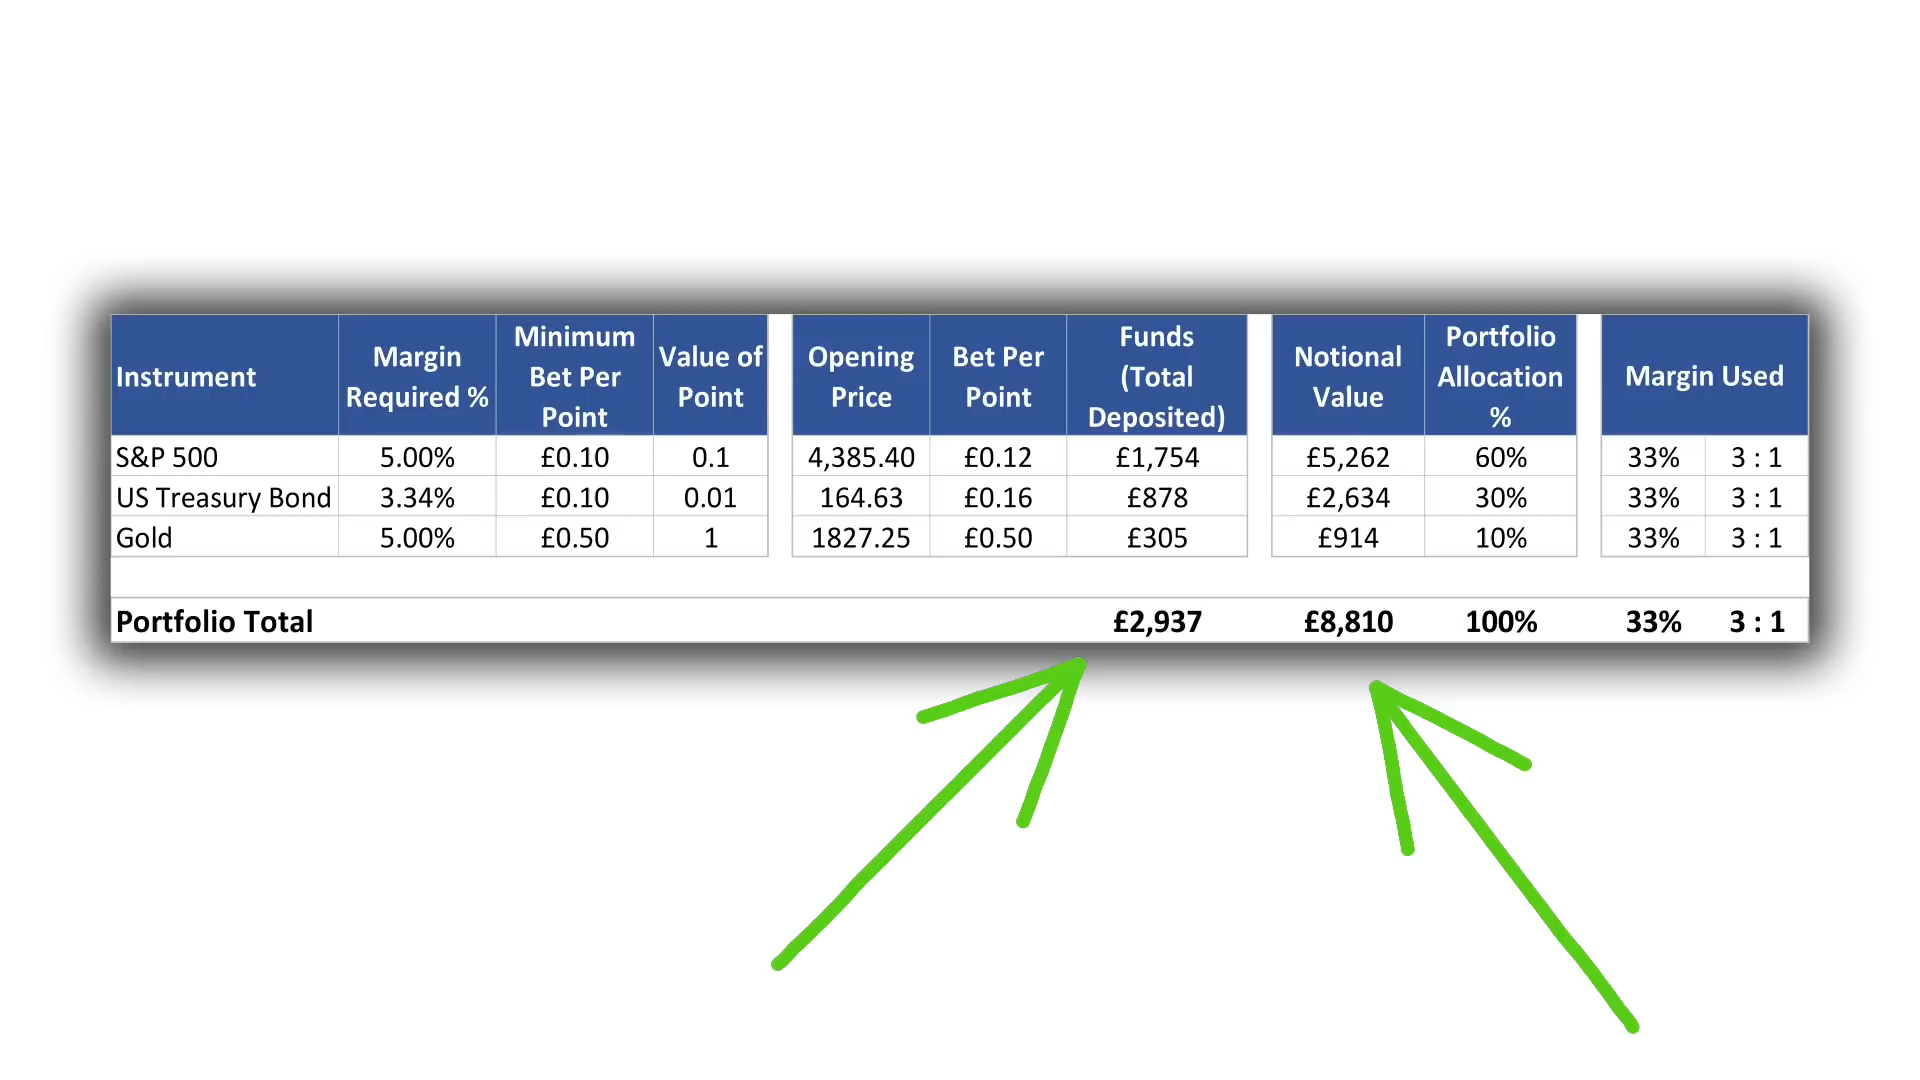 Instrument | Margin Required % | Minimum Bet Per Point | Value of Point | Opening Price | Bet Per Point | Funds (Total Deposited) | Notional Value | Portfolio Allocation % | Margin Used
S&P 500 | 5.00% | £0.10 | 0.1 | 4,385.40 | £0.12 | £1,754 | £5,262 | 60% | 33% | 3 : 1
US Treasury Bond | 3.34% | £0.10 | 0.01 | 164.63 | £0.16 | £878 | £2,634 | 30% | 33% | 3 : 1
Gold | 5.00% | £0.50 | 1 | 1827.25 | £0.50 | £305 | £914 | 10% | 33% | 3 : 1
Portfolio Total | £2,937 | £8,810 | 100% | 33% | 3 : 1